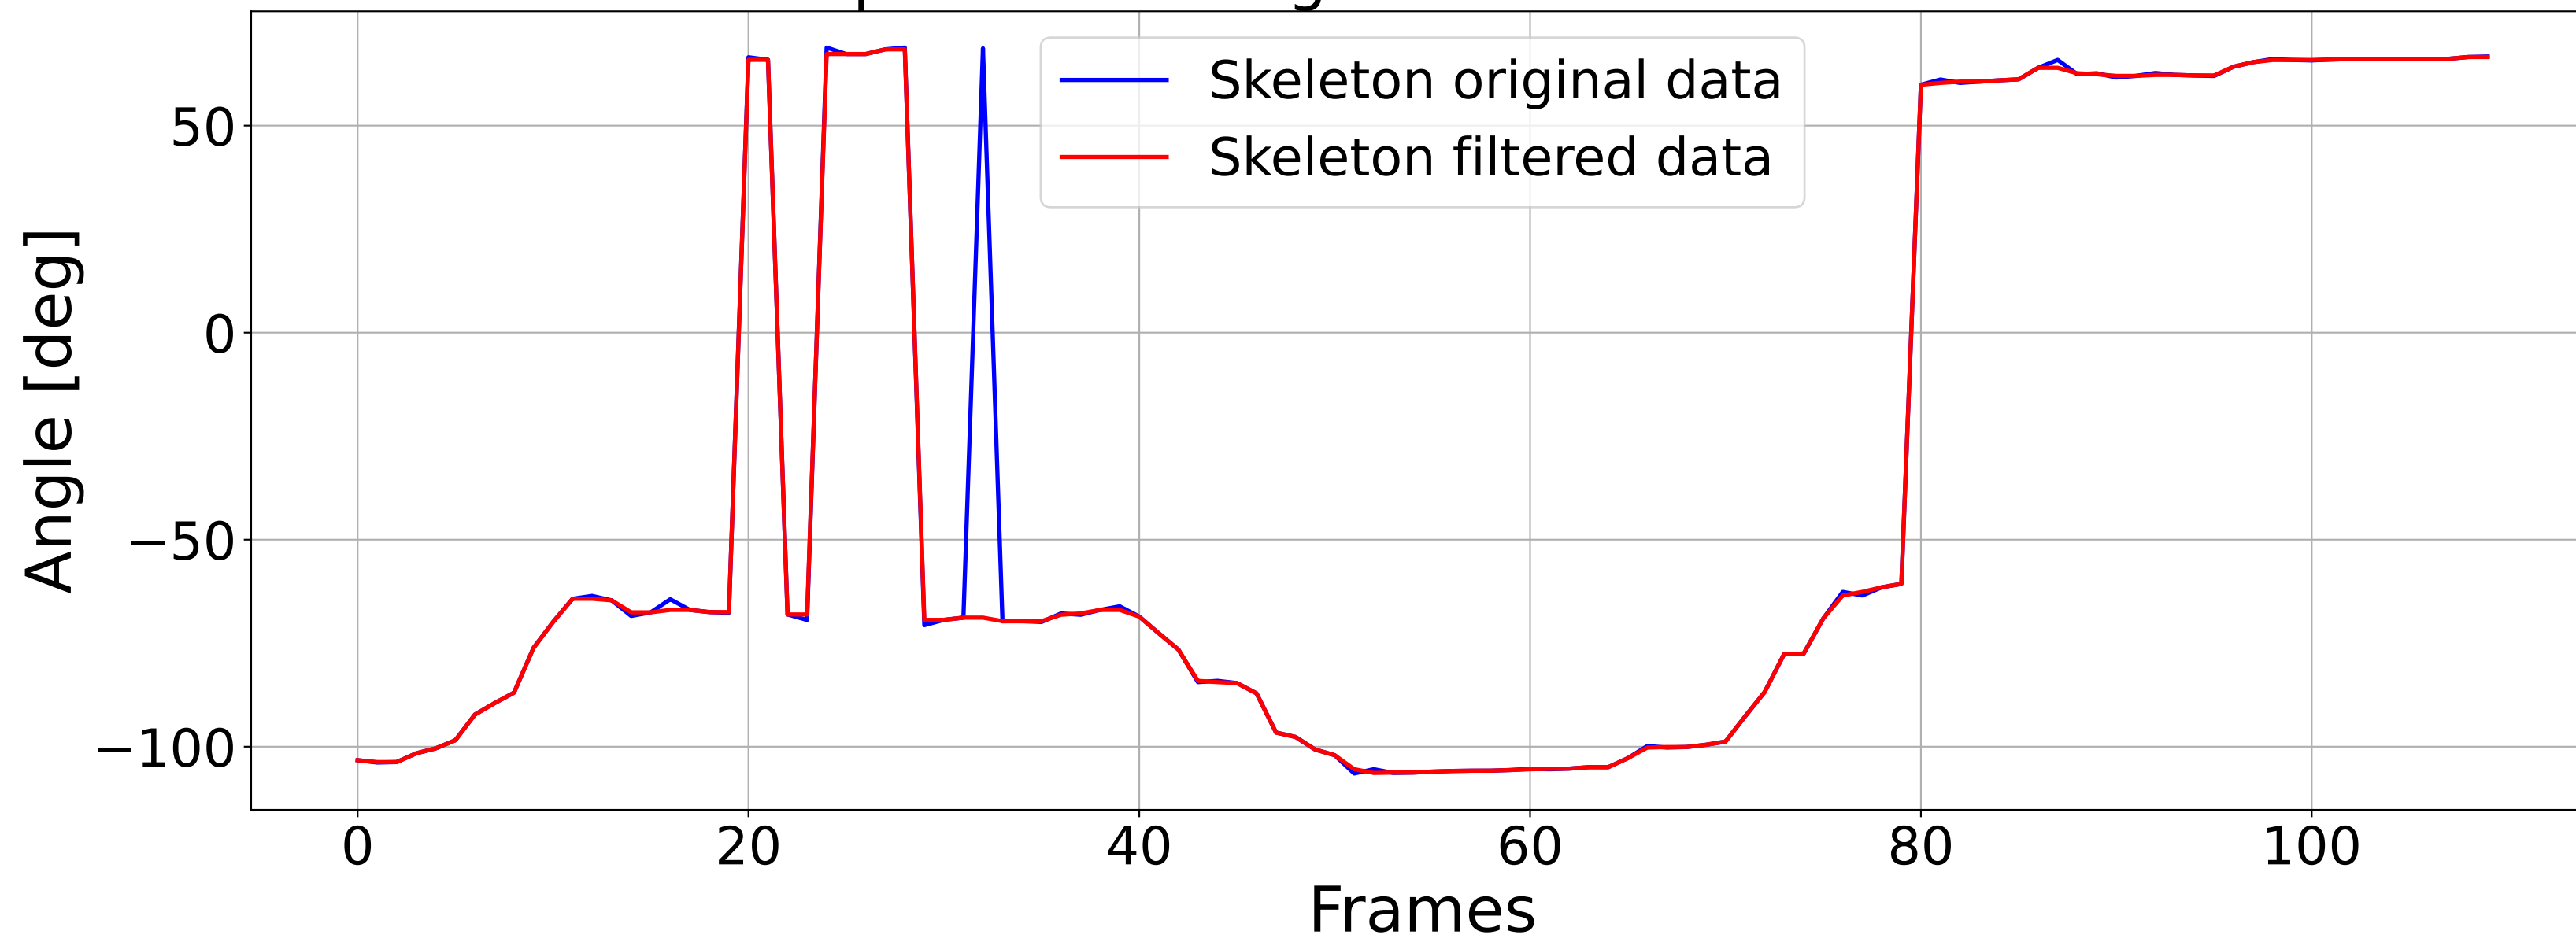 Skeleton original data
Skeleton filtered data
50
0
−50
−100
Angle [deg]
0 20 40 60 80 100
Frames